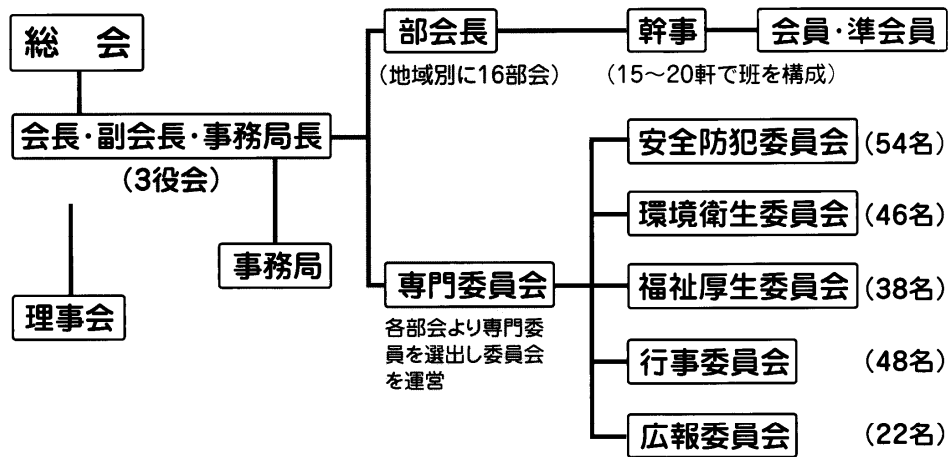 総 会
会長・副会長・事務局長
(3役会)
事務局
理事会
部会長
(地域別に16部会)
幹事
(15〜20軒で班を構成)
会員・準会員
専門委員会
各部会より専門委
員を選出し委員会
を運営
安全防犯委員会 (54名)
環境衛生委員会 (46名)
福祉厚生委員会 (38名)
行事委員会 (48名)
広報委員会 (22名)